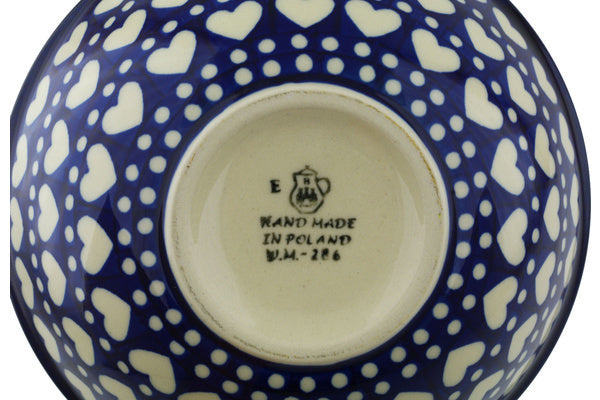 E
H
HAND MADE
IN POLAND
W.M.-286